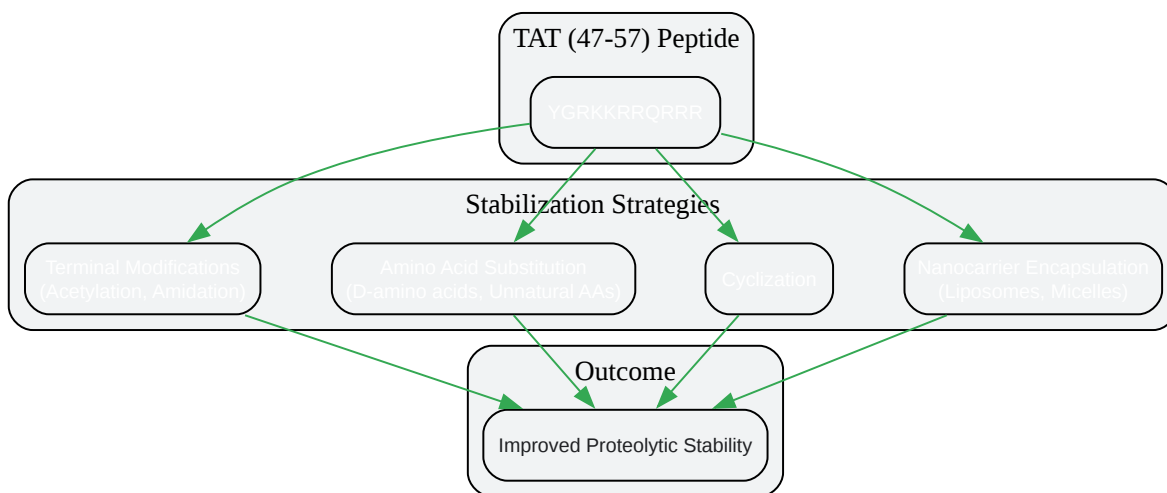 TAT (47-57) Peptide
YGRKKRRQRRR
Stabilization Strategies
Terminal Modifications
(Acetylation, Amidation)
Amino Acid Substitution
(D-amino acids, Unnatural AAs)
Cyclization
Nanocarrier Encapsulation
(Liposomes, Micelles)
Outcome
Improved Proteolytic Stability